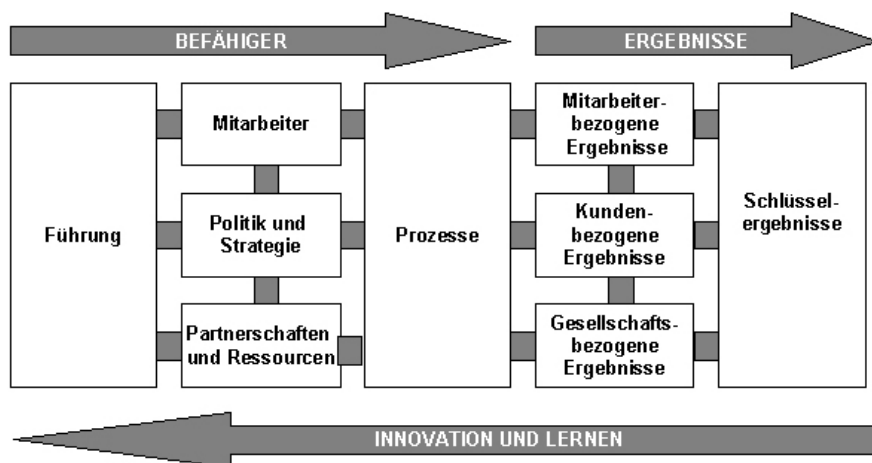 BEFÄHIGER
ERGEBNISSE
Führung
Mitarbeiter
Politik und
Strategie
Partnerschaften
und Ressourcen
Prozesse
Mitarbeiter-
bezogene
Ergebnisse
Kunden-
bezogene
Ergebnisse
Gesellschafts-
bezogene
Ergebnisse
Schlüssel-
ergebnisse
INNOVATION UND LERNEN